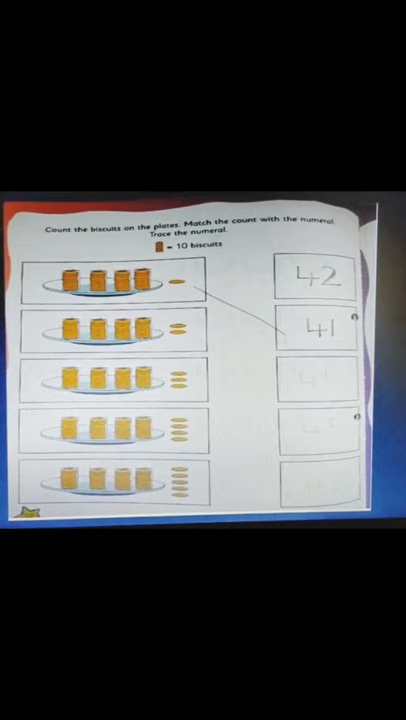 Count the biscuits on the plates. Match the count with the numeral.
Trace the numeral.
= 10 biscuits
42
41